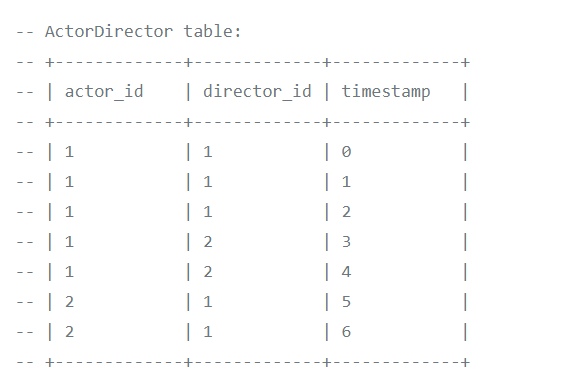 -- ActorDirector table:
-- +-------------+-------------+-------------+
-- | actor_id    | director_id | timestamp   |
-- +-------------+-------------+-------------+
-- | 1           | 1           | 0           |
-- | 1           | 1           | 1           |
-- | 1           | 1           | 2           |
-- | 1           | 2           | 3           |
-- | 1           | 2           | 4           |
-- | 2           | 1           | 5           |
-- | 2           | 1           | 6           |
-- +-------------+-------------+-------------+